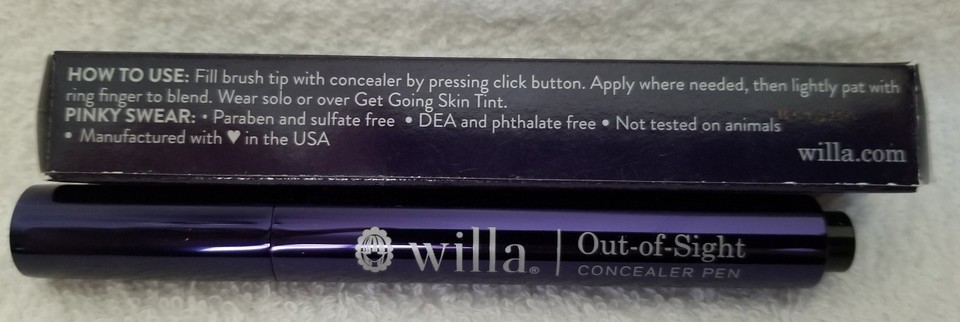 HOW TO USE: Fill brush tip with concealer by pressing click button. Apply where needed, then lightly pat with
ring finger to blend. Wear solo or over Get Going Skin Tint.
PINKY SWEAR: • Paraben and sulfate free • DEA and phthalate free • Not tested on animals
• Manufactured with ♥ in the USA
willa.com
willa® | Out-of-Sight
CONCEALER PEN